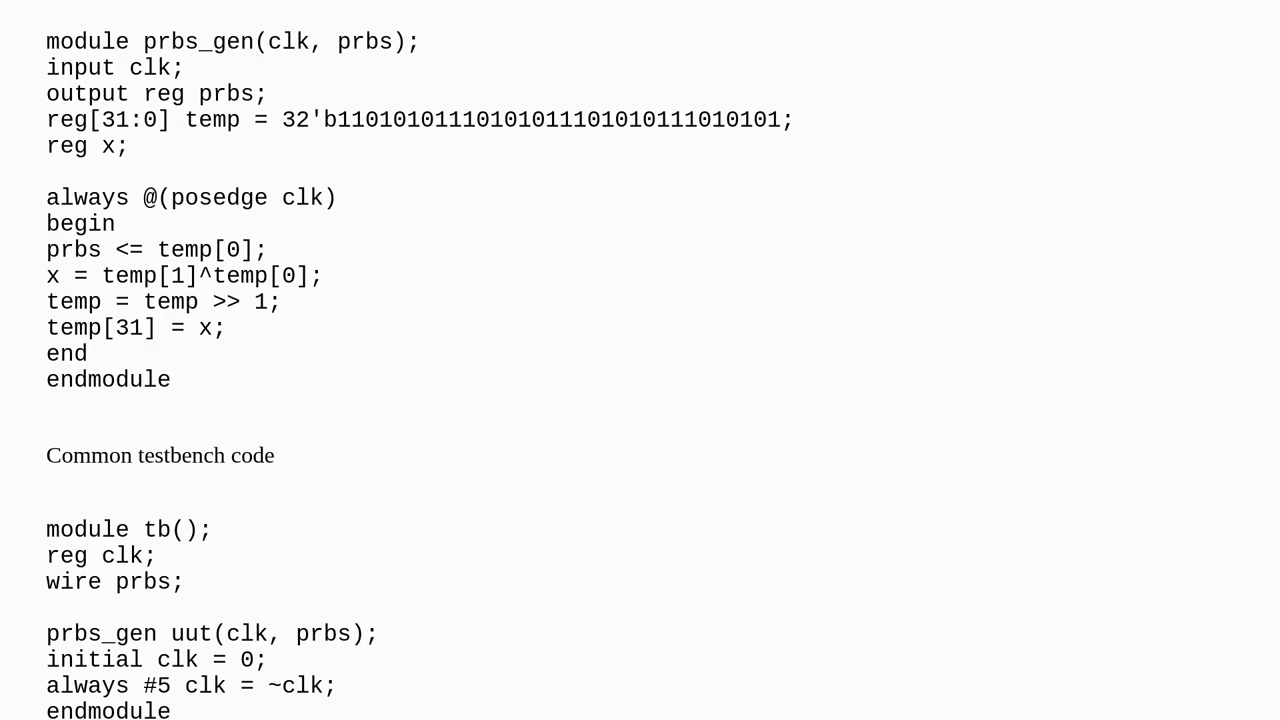 module prbs_gen(clk, prbs);
input clk;
output reg prbs;
reg[31:0] temp = 32'b11010101110101011101010111010101;
reg x;
always @(posedge clk)
begin
prbs <= temp[0];
x = temp[1]^temp[0];
temp = temp >> 1;
temp[31] = x;
end
endmodule
Common testbench code
module tb();
reg clk;
wire prbs;
prbs_gen uut(clk, prbs);
initial clk = 0;
always #5 clk = ~clk;
endmodule